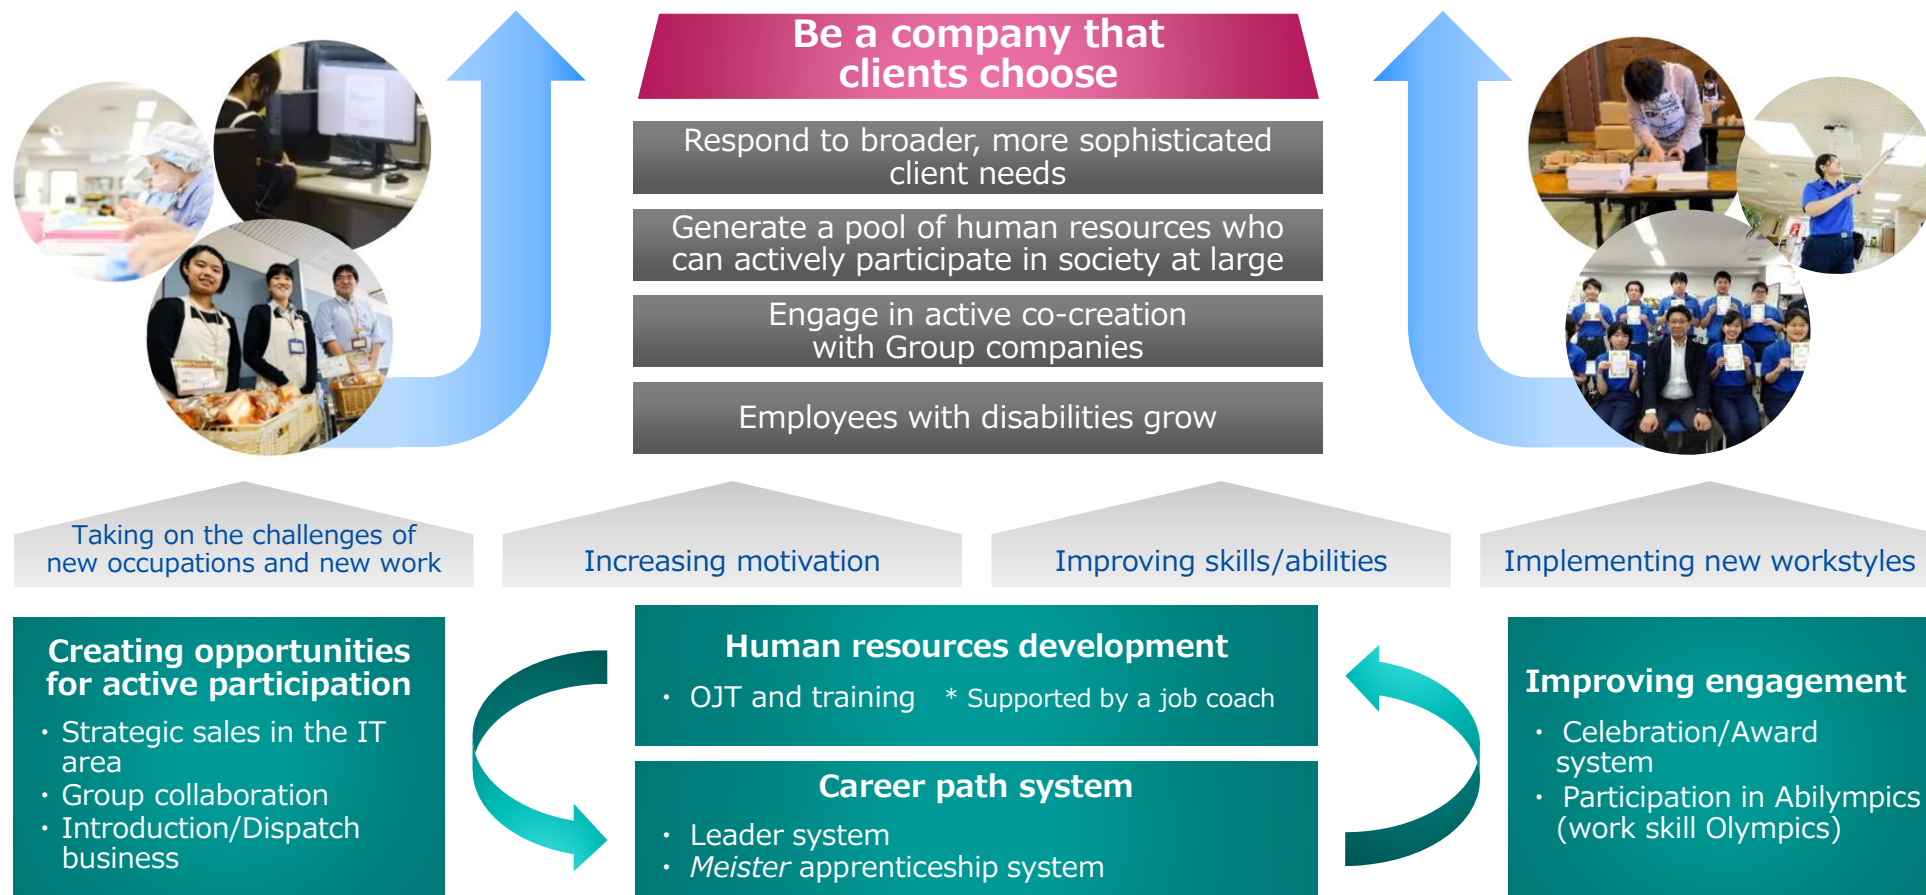 Be a company that
clients choose
Respond to broader, more sophisticated
client needs
Generate a pool of human resources who
can actively participate in society at large
Engage in active co-creation
with Group companies
Employees with disabilities grow
Taking on the challenges of
new occupations and new work
Increasing motivation
Improving skills/abilities
Implementing new workstyles
Creating opportunities
for active participation
・Strategic sales in the IT
area
・Group collaboration
・Introduction/Dispatch
business
Human resources development
・ OJT and training * Supported by a job coach
Career path system
・ Leader system
・ Meister apprenticeship system
Improving engagement
・ Celebration/Award
system
・ Participation in Abilympics
(work skill Olympics)